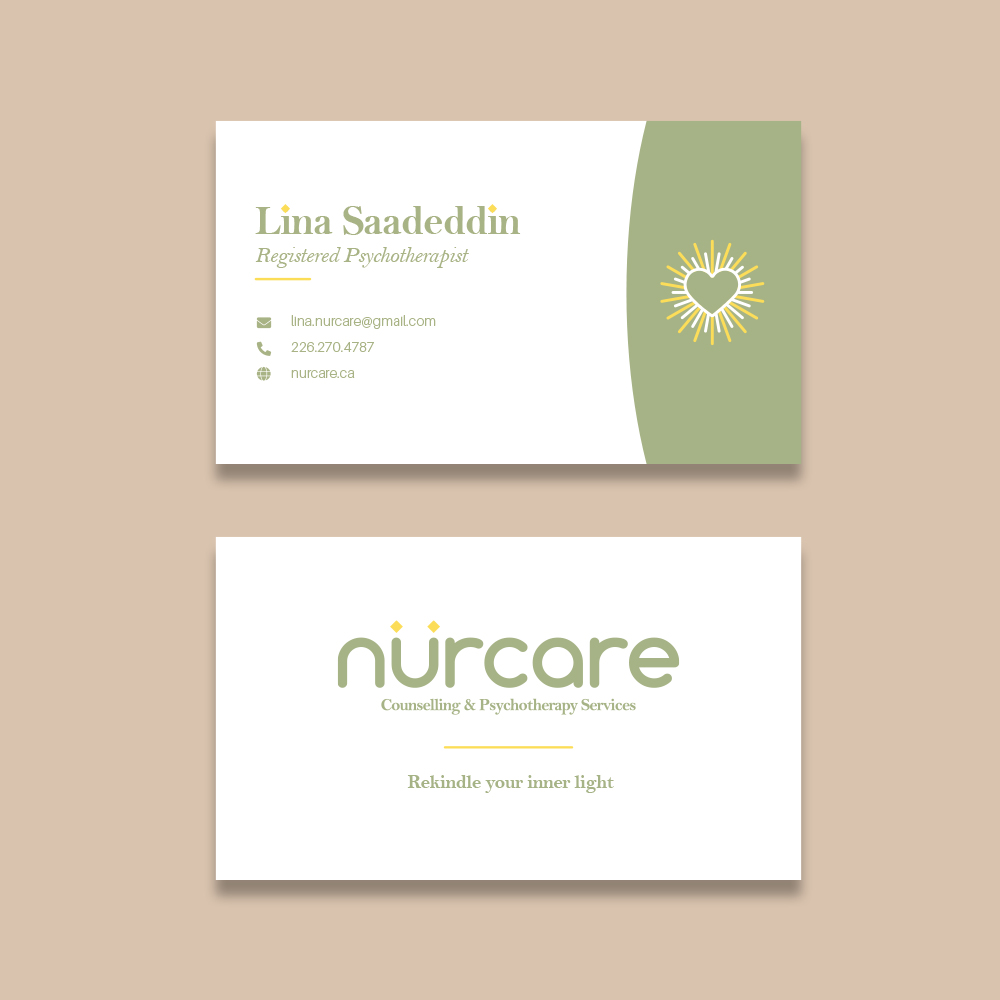 Lina Saadeddin
Registered Psychotherapist
lina.nurcare@gmail.com
226.270.4787
nurcare.ca
nürcare
Counselling & Psychotherapy Services
Rekindle your inner light